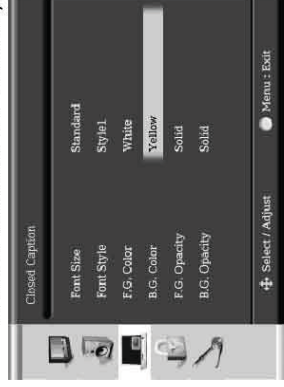 Closed Caption
Font Size Standard
Font Style Style1
F.G. Color White
B.G. Color Yellow
F.G. Opacity Solid
B.G. Opacity Solid
Select / Adjust Menu : Exit